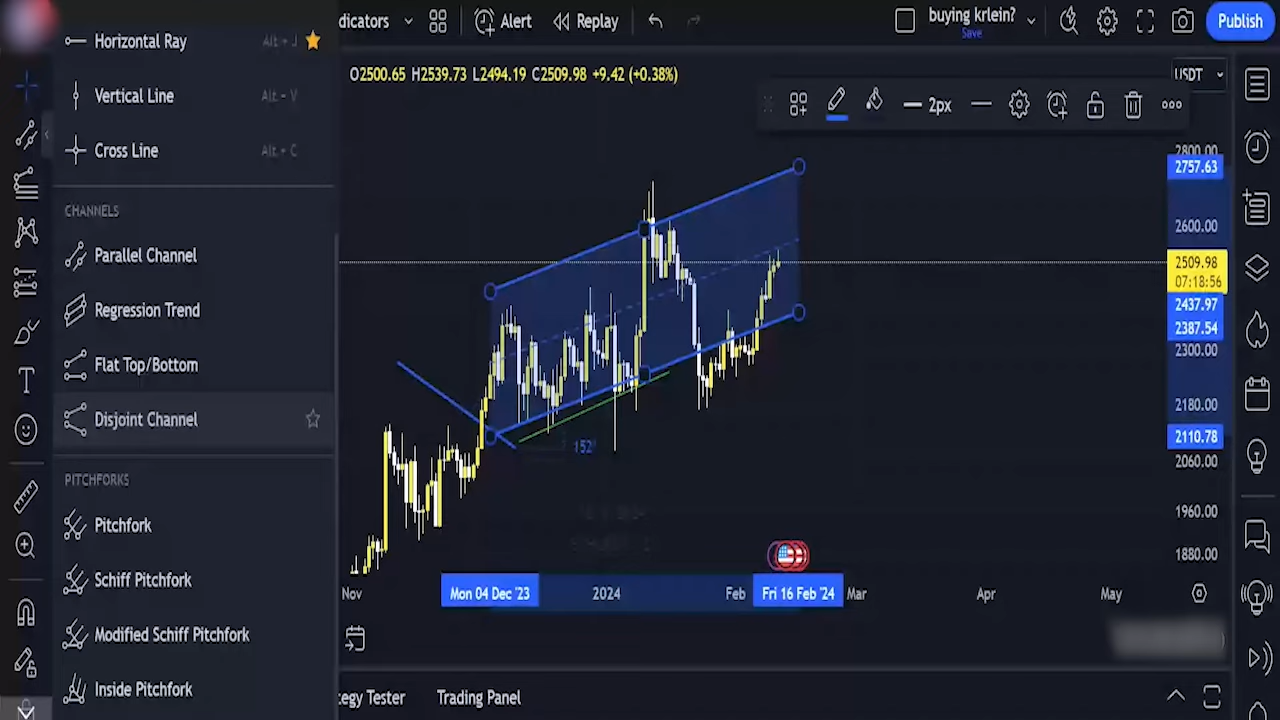 Horizontal Ray
Alt + J
Vertical Line
Alt + V
Cross Line
Alt + C
CHANNELS
Parallel Channel
Regression Trend
Flat Top/Bottom
Disjoint Channel
PITCHFORKS
Pitchfork
Schiff Pitchfork
Modified Schiff Pitchfork
Inside Pitchfork
dicators
Alert
Replay
buying krlein?
Save
Publish
O2500.65 H2539.73 L2494.19 C2509.98 +9.42 (+0.38%)
USDT
2px
2800.00
2757.63
2600.00
2509.98
07:18:56
2437.97
2387.54
2300.00
2180.00
2110.78
2060.00
1960.00
1880.00
152°
Nov
Mon 04 Dec '23
2024
Feb
Fri 16 Feb '24
Mar
Apr
May
tegy Tester
Trading Panel